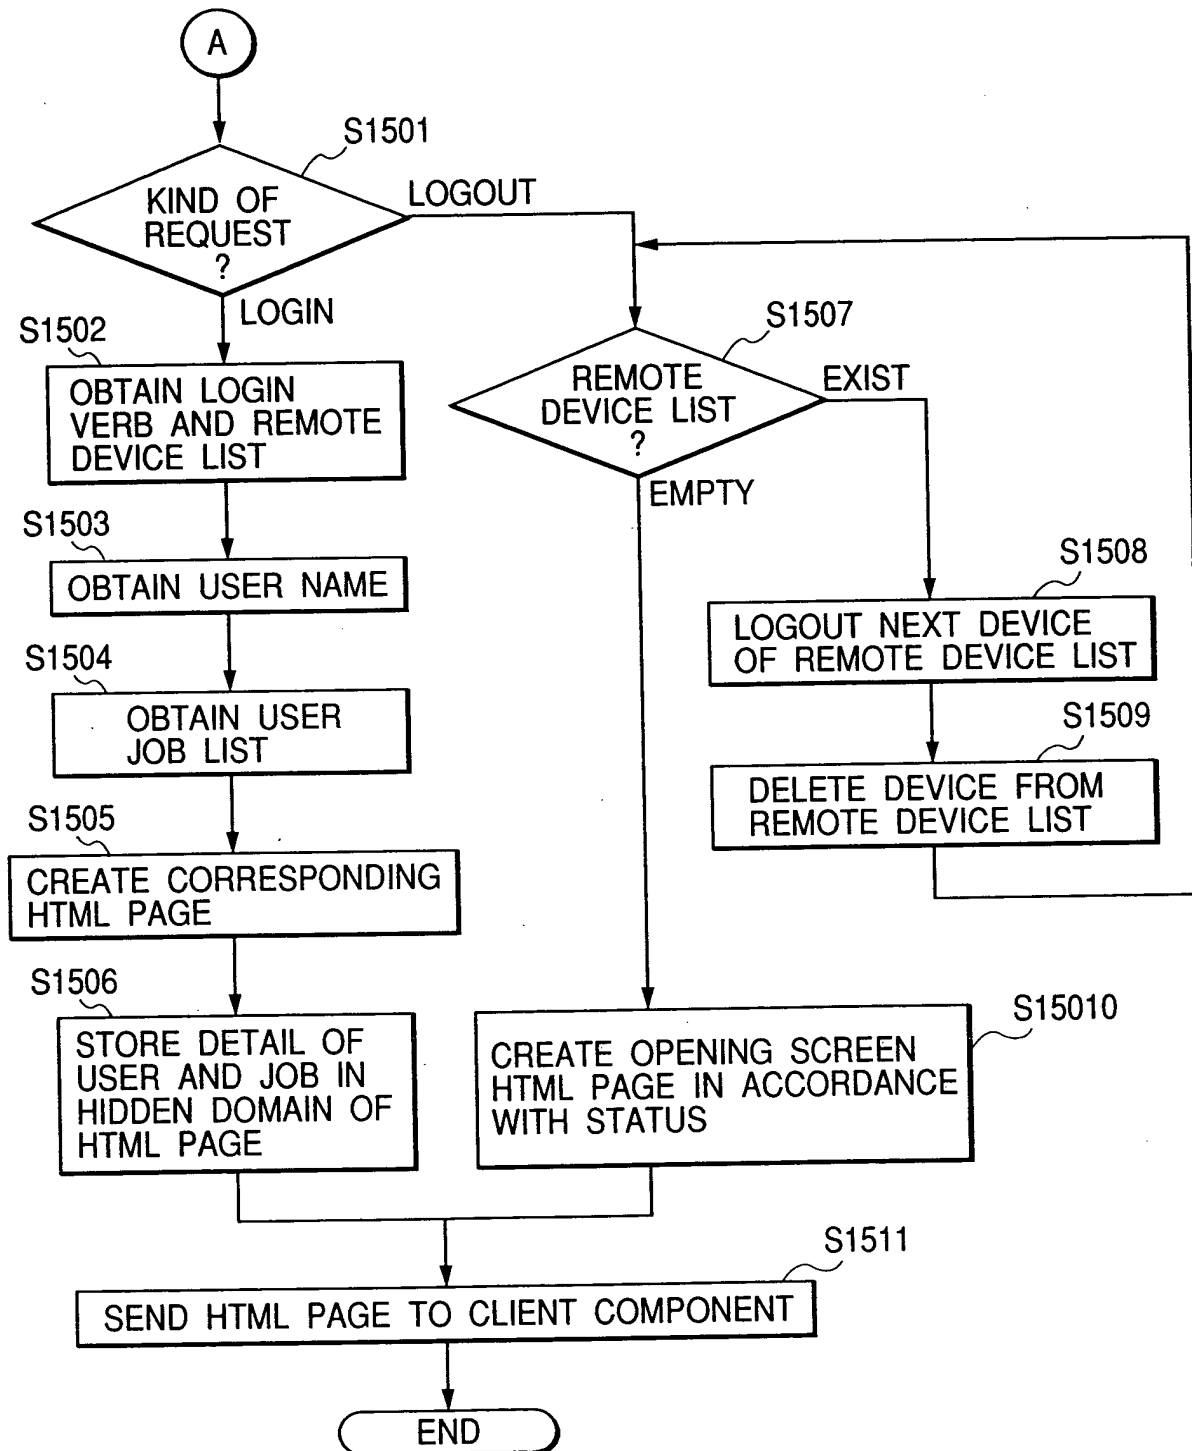 A
S1501
KIND OF
REQUEST
?
LOGOUT
LOGIN
S1502
OBTAIN LOGIN
VERB AND REMOTE
DEVICE LIST
S1503
OBTAIN USER NAME
S1504
OBTAIN USER
JOB LIST
S1505
CREATE CORRESPONDING
HTML PAGE
S1506
STORE DETAIL OF
USER AND JOB IN
HIDDEN DOMAIN OF
HTML PAGE
S1507
REMOTE
DEVICE LIST
?
EXIST
EMPTY
S1508
LOGOUT NEXT DEVICE
OF REMOTE DEVICE LIST
S1509
DELETE DEVICE FROM
REMOTE DEVICE LIST
S15010
CREATE OPENING SCREEN
HTML PAGE IN ACCORDANCE
WITH STATUS
S1511
SEND HTML PAGE TO CLIENT COMPONENT
END